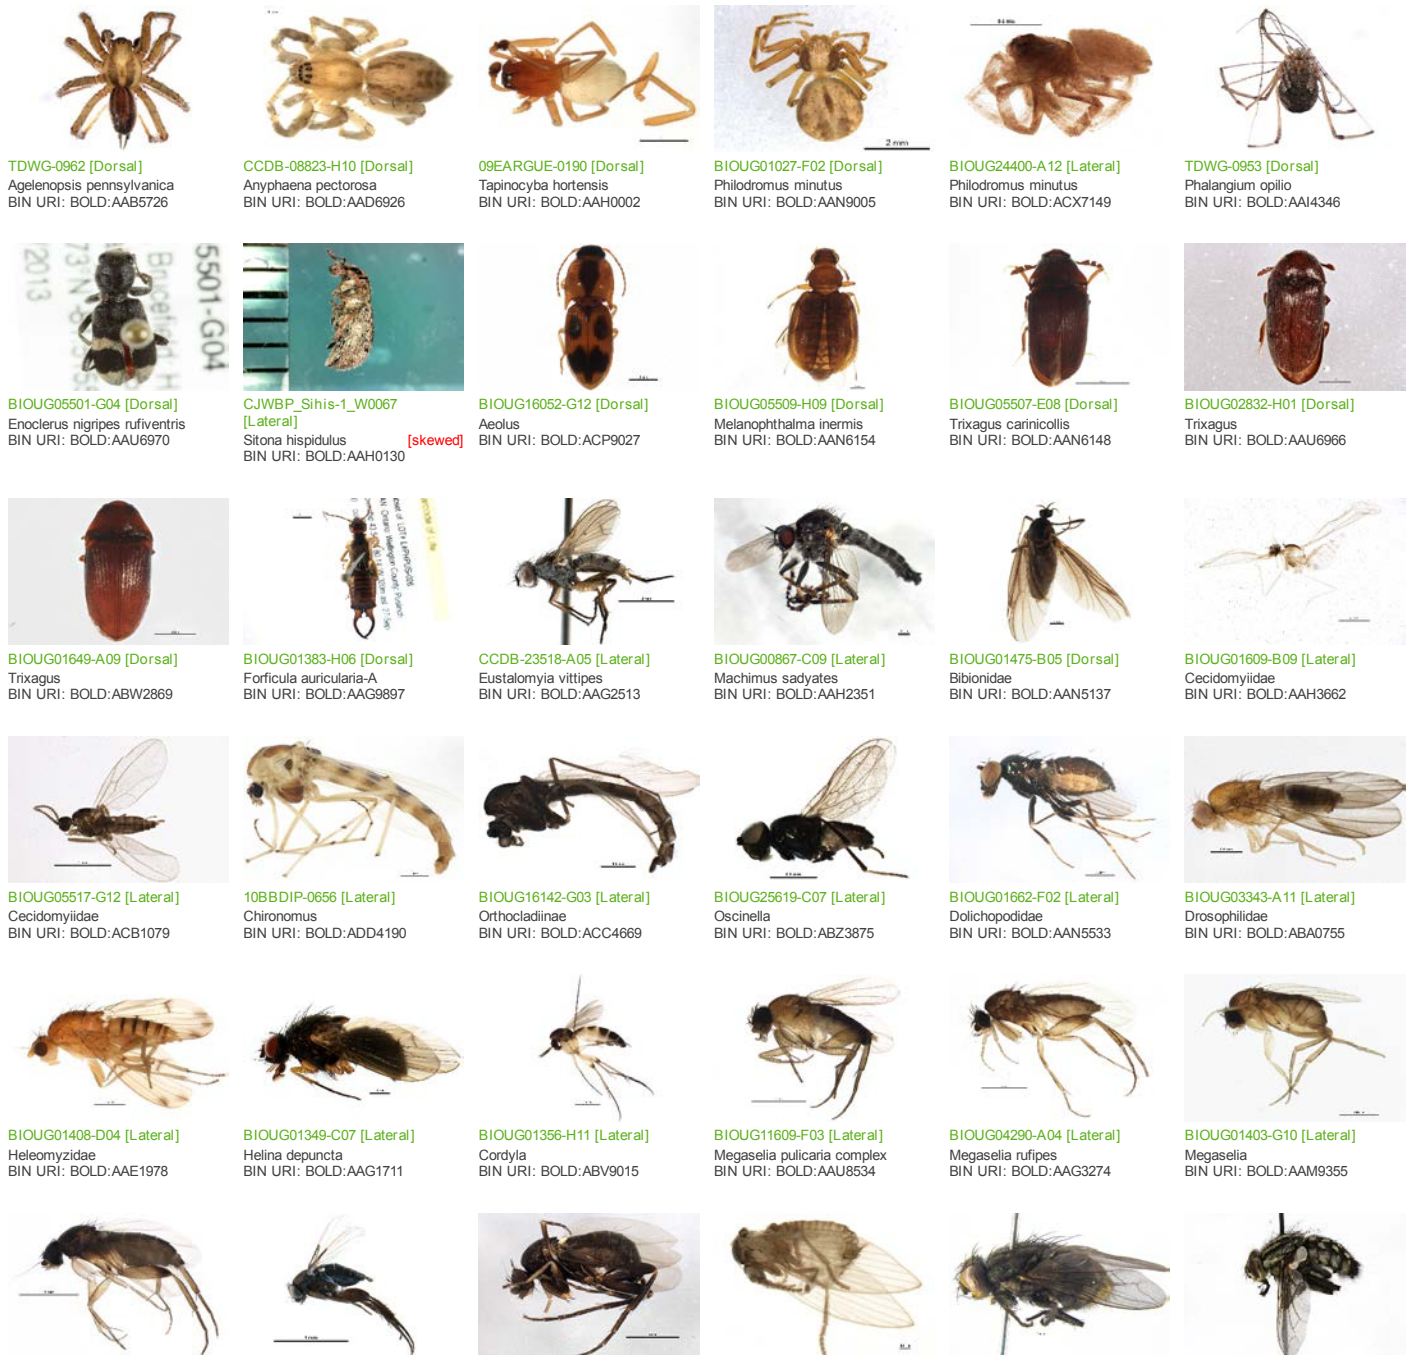 TDWG-0962 [Dorsal]
Agelenopsis pennsylvanica
BIN URI: BOLD:AAB5726
CCDB-08823-H10 [Dorsal]
Anyphaena pectorosa
BIN URI: BOLD:AAD6926
09EARGUE-0190 [Dorsal]
Tapinocyba hortensis
BIN URI: BOLD:AAH0002
2 mm
BIOUG01027-F02 [Dorsal]
Philodromus minutus
BIN URI: BOLD:AAN9005
BIOUG24400-A12 [Lateral]
Philodromus minutus
BIN URI: BOLD:ACX7149
TDWG-0953 [Dorsal]
Phalangium opilio
BIN URI: BOLD:AAI4346
5501-G04
2013
BIOUG05501-G04 [Dorsal]
Enoclerus nigripes rufiventris
BIN URI: BOLD:AAU6970
CJWBP_Sihis-1_W0067
[Lateral]
Sitona hispidulus [skewed]
BIN URI: BOLD:AAH0130
BIOUG16052-G12 [Dorsal]
Aeolus
BIN URI: BOLD:ACP9027
BIOUG05509-H09 [Dorsal]
Melanophthalma inermis
BIN URI: BOLD:AAN6154
BIOUG05507-E08 [Dorsal]
Trixagus carinicollis
BIN URI: BOLD:AAN6148
BIOUG02832-H01 [Dorsal]
Trixagus
BIN URI: BOLD:AAU6966
BIOUG01649-A09 [Dorsal]
Trixagus
BIN URI: BOLD:ABW2869
BIOUG01383-H06 [Dorsal]
Forficula auricularia-A
BIN URI: BOLD:AAG9897
CCDB-23518-A05 [Lateral]
Eustalomyia vittipes
BIN URI: BOLD:AAG2513
BIOUG00867-C09 [Lateral]
Machimus sadyates
BIN URI: BOLD:AAH2351
BIOUG01475-B05 [Dorsal]
Bibionidae
BIN URI: BOLD:AAN5137
BIOUG01609-B09 [Lateral]
Cecidomyiidae
BIN URI: BOLD:AAH3662
BIOUG05517-G12 [Lateral]
Cecidomyiidae
BIN URI: BOLD:ACB1079
10BBDIP-0656 [Lateral]
Chironomus
BIN URI: BOLD:ADD4190
BIOUG16142-G03 [Lateral]
Orthocladiinae
BIN URI: BOLD:ACC4669
BIOUG25619-C07 [Lateral]
Oscinella
BIN URI: BOLD:ABZ3875
BIOUG01662-F02 [Lateral]
Dolichopodidae
BIN URI: BOLD:AAN5533
BIOUG03343-A11 [Lateral]
Drosophilidae
BIN URI: BOLD:ABA0755
BIOUG01408-D04 [Lateral]
Heleomyzidae
BIN URI: BOLD:AAE1978
BIOUG01349-C07 [Lateral]
Helina depuncta
BIN URI: BOLD:AAG1711
BIOUG01356-H11 [Lateral]
Cordyla
BIN URI: BOLD:ABV9015
BIOUG11609-F03 [Lateral]
Megaselia pulicaria complex
BIN URI: BOLD:AAU8534
BIOUG04290-A04 [Lateral]
Megaselia rufipes
BIN URI: BOLD:AAG3274
BIOUG01403-G10 [Lateral]
Megaselia
BIN URI: BOLD:AAM9355